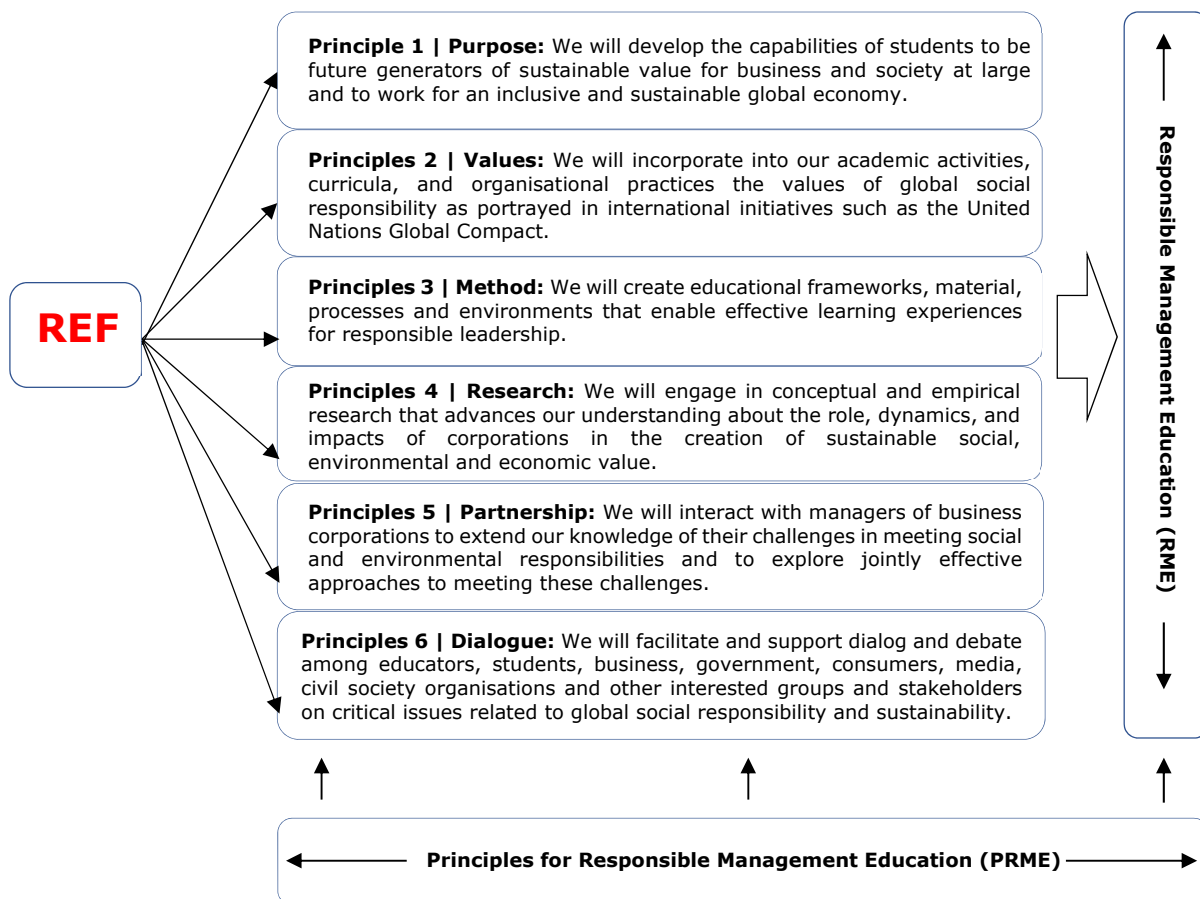 Principle 1 | Purpose: We will develop the capabilities of students to be
future generators of sustainable value for business and society at large
and to work for an inclusive and sustainable global economy.
Principles 2 | Values: We will incorporate into our academic activities,
curricula, and organisational practices the values of global social
responsibility as portrayed in international initiatives such as the United
Nations Global Compact.
REF
Principles 3 | Method: We will create educational frameworks, material,
processes and environments that enable effective learning experiences
for responsible leadership.
Principles 4 | Research: We will engage in conceptual and empirical
research that advances our understanding about the role, dynamics, and
impacts of corporations in the creation of sustainable social,
environmental and economic value.
Principles 5 | Partnership: We will interact with managers of business
corporations to extend our knowledge of their challenges in meeting social
and environmental responsibilities and to explore jointly effective
approaches to meeting these challenges.
Principles 6 | Dialogue: We will facilitate and support dialog and debate
among educators, students, business, government, consumers, media,
civil society organisations and other interested groups and stakeholders
on critical issues related to global social responsibility and sustainability.
Responsible Management Education (RME)
Principles for Responsible Management Education (PRME)